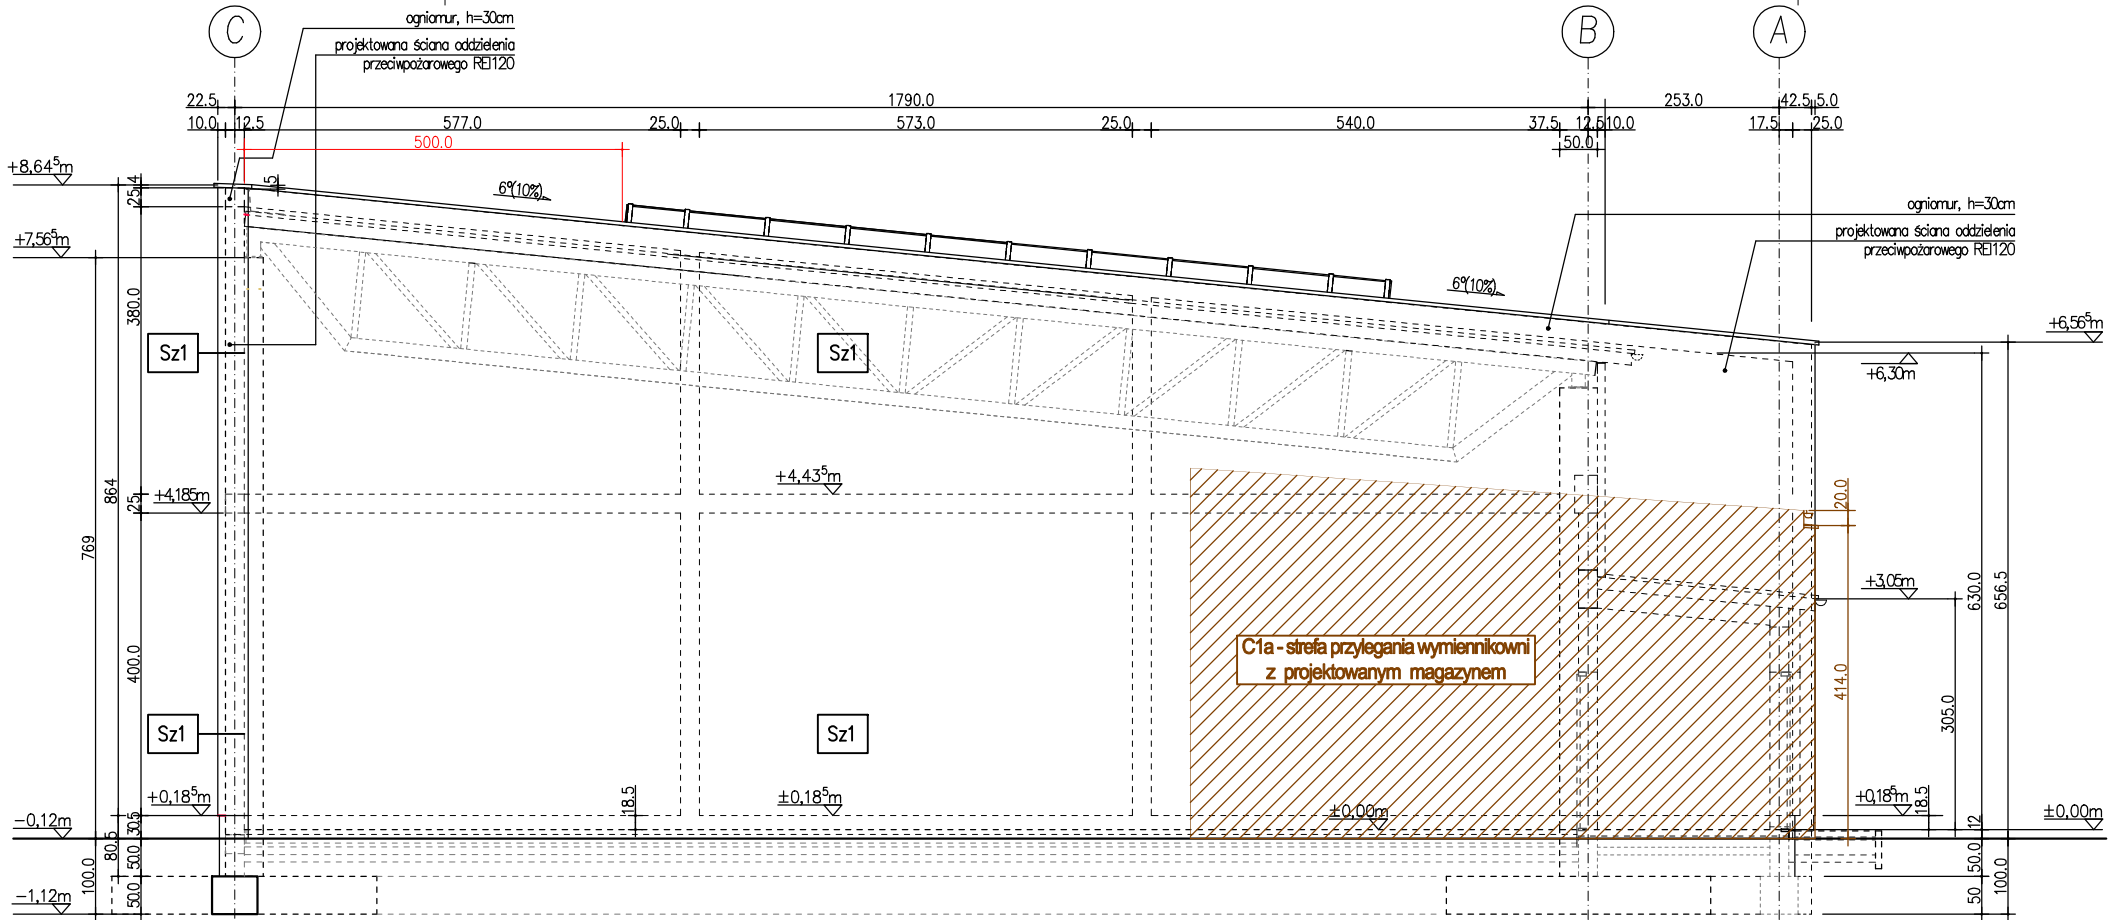 C
B
A
ogniomur, h=30cm
projektowana ściana oddzielenia
przeciwpożarowego REI120
22.5
1790.0
253.0
42.5
5.0
10.0
12.5
577.0
25.0
573.0
25.0
540.0
37.5
12.5
10.0
17.5
25.0
500.0
50.0
+8,64⁵m
25.4
5
6°(10%)
ogniomur, h=30cm
projektowana ściana oddzielenia
przeciwpożarowego REI120
+7,56⁵m
6°(10%)
380.0
+6,56⁵m
Sz1
Sz1
+6,30m
864
+4,185m
25
+4,43⁵m
20.0
769
+3,05m
630.0
656.5
C1a - strefa przylegania wymiennikowni
z projektowanym magazynem
400.0
414.0
305.0
Sz1
Sz1
+0,18⁵m
±0,18⁵m
18.5
±0,00m
+0,18⁵m
18.5
-0,12m
30.5
12
±0,00m
80.5
100.0
50.0
50.0
50.0
50
100.0
-1,12m